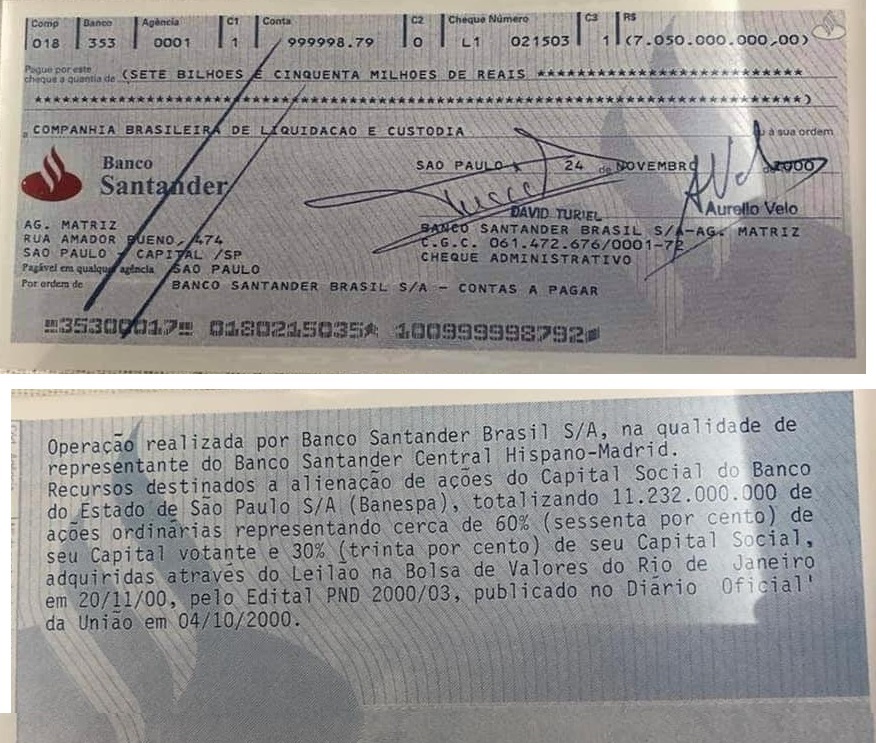 Comp Banco Agência C1 Conta C2 Cheque Número C3 R$
018 353 0001 1 999998.79 0 L1 021503 1 (7.050.000.000,00)
Pague por este
cheque a quantia de (SETE BILHOES E CINQUENTA MILHOES DE REAIS **************************
******************************************************************************)
a COMPANHIA BRASILEIRA DE LIQUIDACAO E CUSTODIA ou à sua ordem
SAO PAULO, 24 de NOVEMBRO de 2000
Banco
Santander
DAVID TURIEL Aurelio Velo
AG. MATRIZ BANCO SANTANDER BRASIL S/A-AG. MATRIZ
RUA AMADOR BUENO, 474 C.G.C. 061.472.676/0001-72
SAO PAULO - CAPITAL /SP CHEQUE ADMINISTRATIVO
Pagável em qualquer agência SAO PAULO
Por ordem de BANCO SANTANDER BRASIL S/A - CONTAS A PAGAR
35300017 0180215035 100999998792
Operação realizada por Banco Santander Brasil S/A, na qualidade de
representante do Banco Santander Central Hispano-Madrid.
Recursos destinados a alienação de ações do Capital Social do Banco
do Estado de São Paulo S/A (Banespa), totalizando 11.232.000.000 de
ações ordinárias representando cerca de 60% (sessenta por cento) de
seu Capital votante e 30% (trinta por cento) de seu Capital Social,
adquiridas através do Leilão na Bolsa de Valores do Rio de Janeiro
em 20/11/00, pelo Edital PND 2000/03, publicado no Diário Oficial'
da União em 04/10/2000.